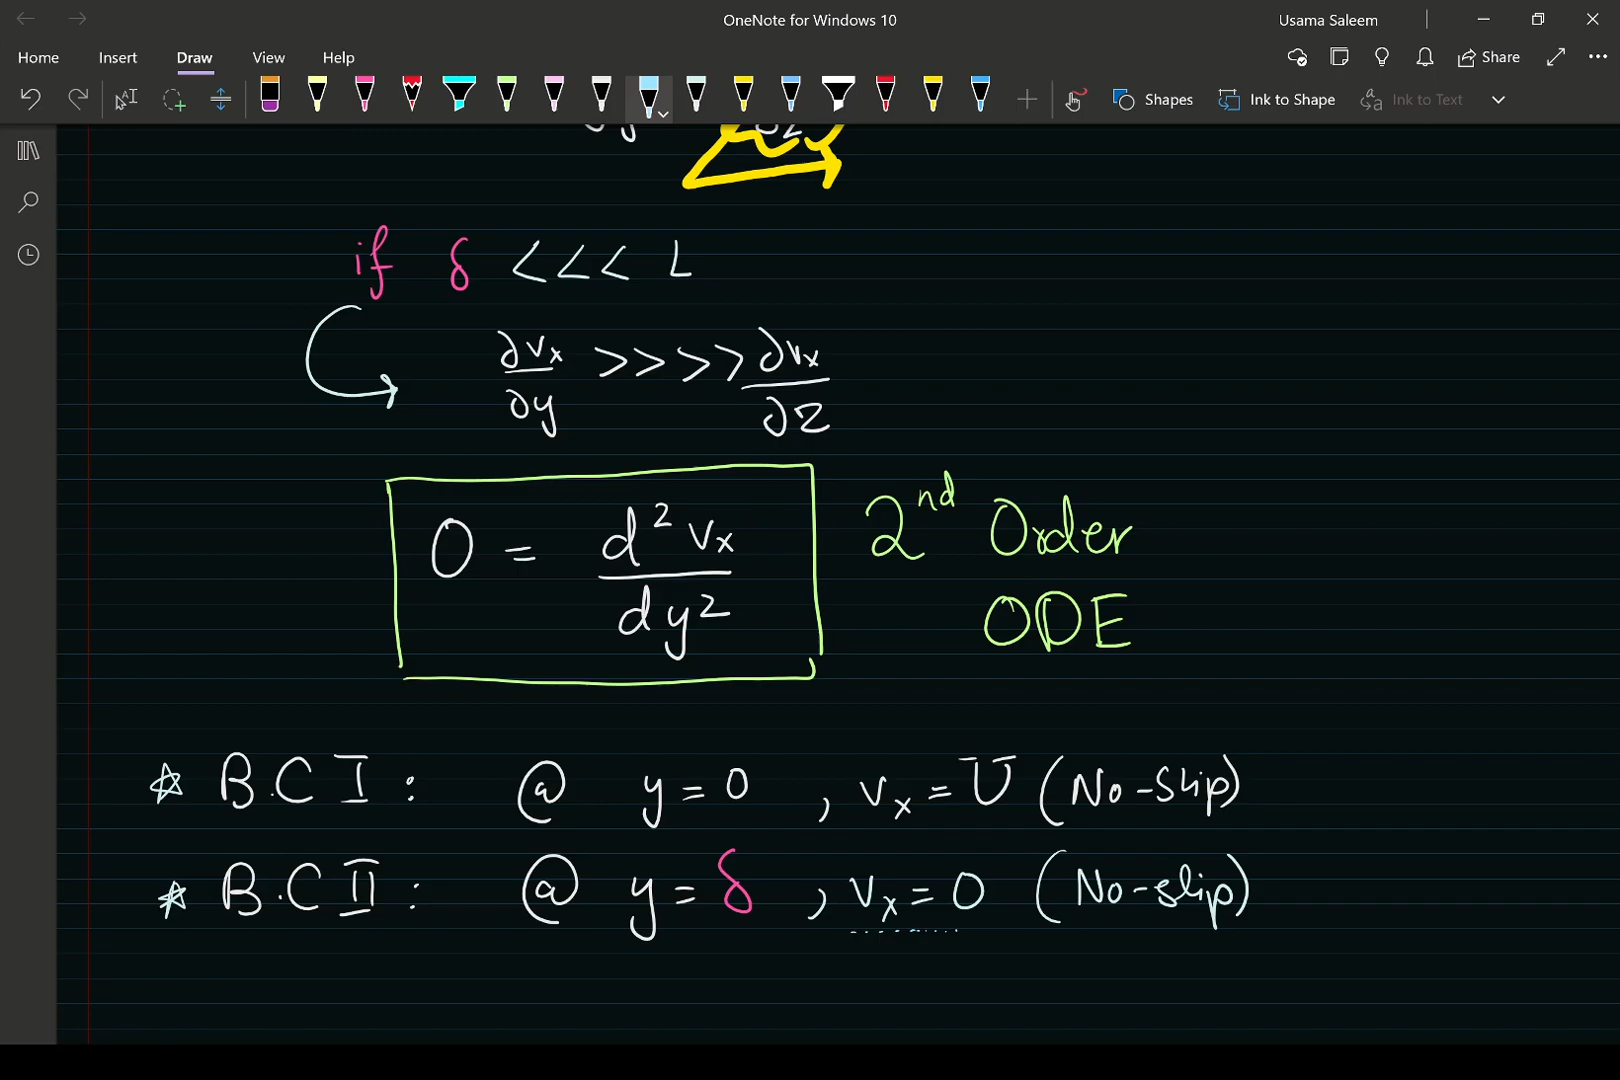 OneNote for Windows 10
Usama Saleem
Home Insert Draw View Help
Share
Shapes Ink to Shape Ink to Text
if δ <<< L
∂vx/∂y >>>> ∂vx/∂z
0 = d²vx/dy²
2nd Order
ODE
☆ B.C I : @ y = 0 , vx = U (No-Slip)
☆ B.C II : @ y = δ , vx = 0 (No-slip)